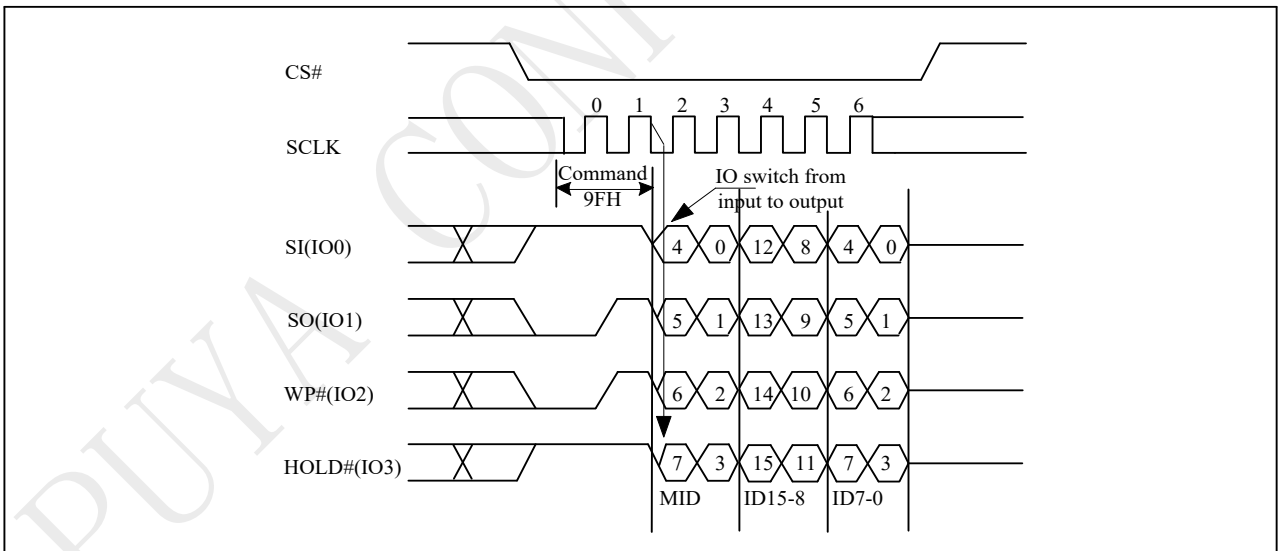 PUYA CON
CS#
0 1 2 3 4 5 6
SCLK
Command
9FH
IO switch from
input to output
SI(IO0) 4 0 12 8 4 0
SO(IO1) 5 1 13 9 5 1
WP#(IO2) 6 2 14 10 6 2
HOLD#(IO3) 7 3 15 11 7 3
MID ID15-8 ID7-0